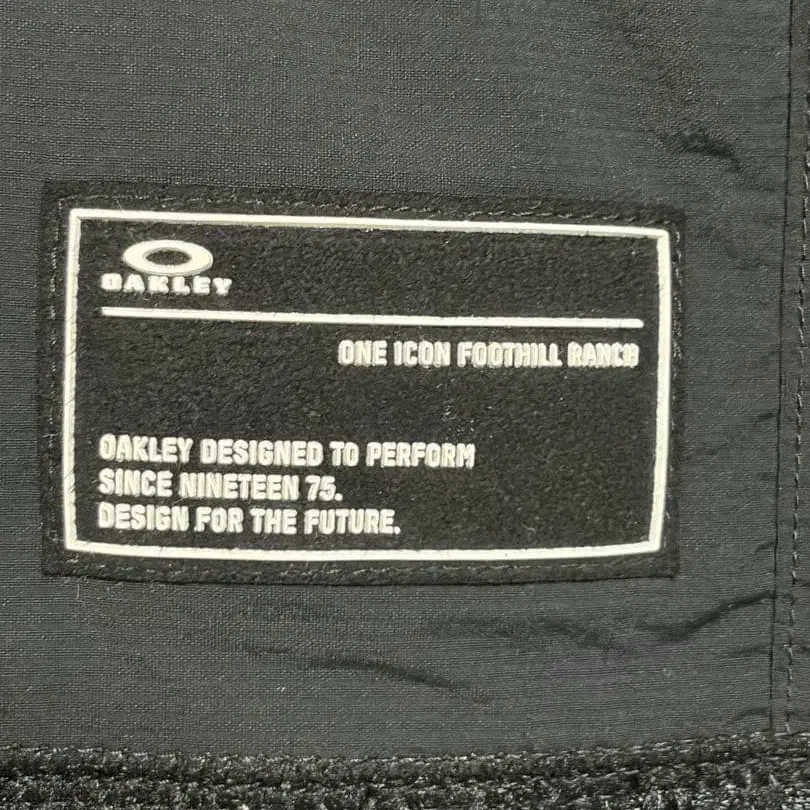 OAKLEY
ONE ICON FOOTHILL RANCH
OAKLEY DESIGNED TO PERFORM
SINCE NINETEEN 75.
DESIGN FOR THE FUTURE.